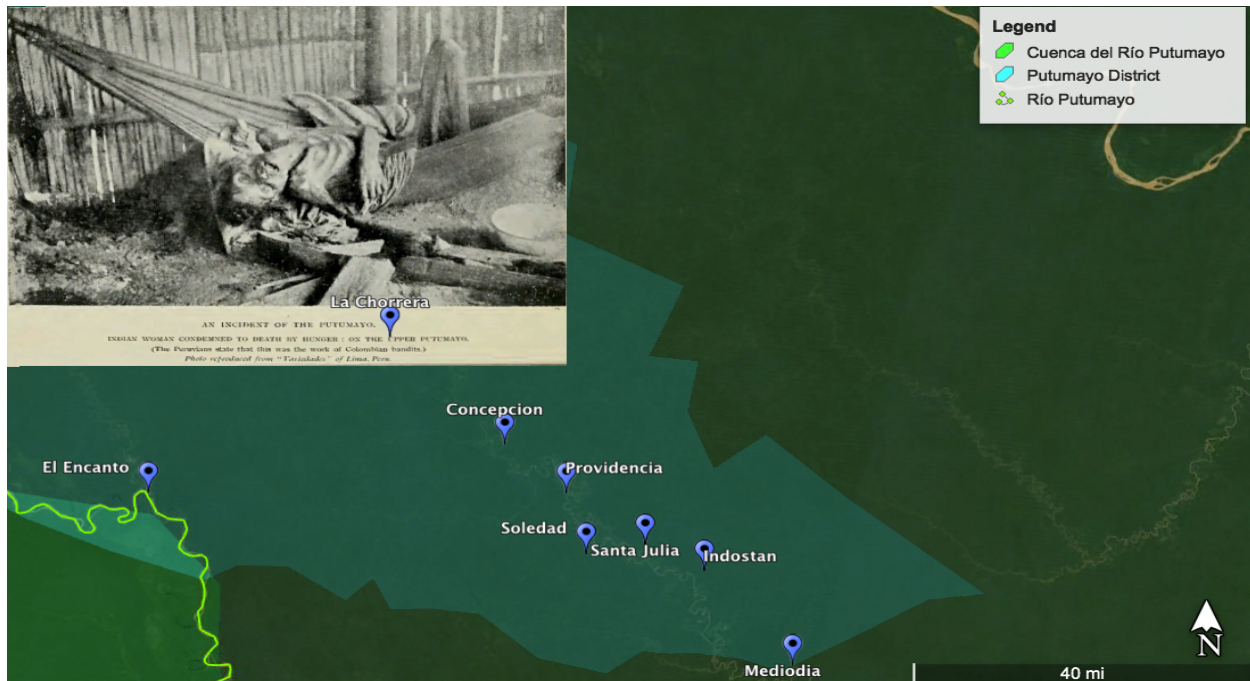 Legend
Cuenca del Río Putumayo
Putumayo District
Río Putumayo
La Chorrera
AN INCIDENT OF THE PUTUMAYO.
INDIAN WOMAN CONDEMNED TO DEATH BY HUNGER: ON THE UPPER PUTUMAYO.
(The Peruvians state that this was the work of Colombian bandits.)
Photo reproduced from "Variedades" of Lima, Peru.
Concepcion
El Encanto
Providencia
Soledad
Santa Julia
Indostan
Mediodia
N
40 mi